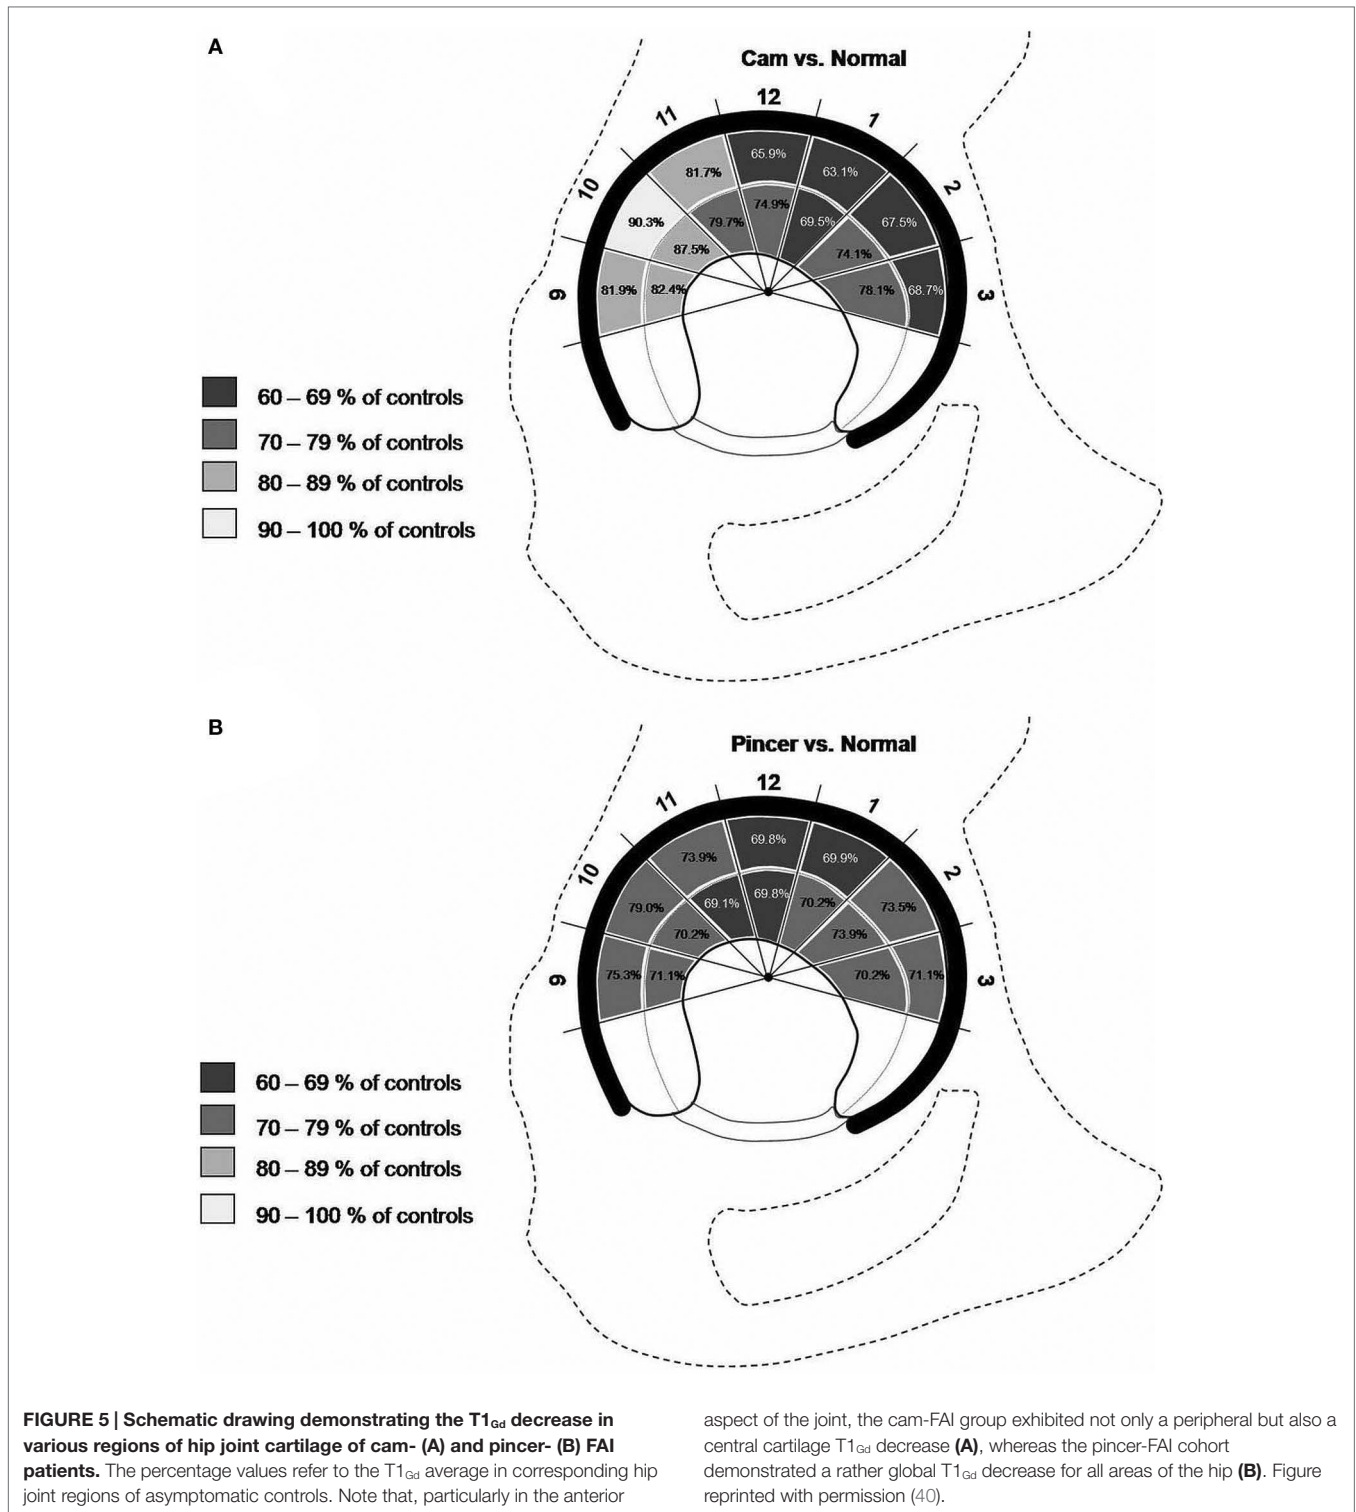 A
Cam vs. Normal
12
11
1
10
2
9
3
65.9%
81.7%
63.1%
90.3%
79.7%
74.9%
69.5%
67.5%
87.5%
74.1%
81.9%
82.4%
78.1%
68.7%
60 – 69 % of controls
70 – 79 % of controls
80 – 89 % of controls
90 – 100 % of controls
B
Pincer vs. Normal
12
11
1
10
2
9
3
69.8%
73.9%
69.9%
79.0%
69.1%
69.8%
70.2%
73.5%
70.2%
73.9%
75.3%
71.1%
70.2%
71.1%
60 – 69 % of controls
70 – 79 % of controls
80 – 89 % of controls
90 – 100 % of controls
FIGURE 5 | Schematic drawing demonstrating the T1Gd decrease in
various regions of hip joint cartilage of cam- (A) and pincer- (B) FAI
patients. The percentage values refer to the T1Gd average in corresponding hip
joint regions of asymptomatic controls. Note that, particularly in the anterior
aspect of the joint, the cam-FAI group exhibited not only a peripheral but also a
central cartilage T1Gd decrease (A), whereas the pincer-FAI cohort
demonstrated a rather global T1Gd decrease for all areas of the hip (B). Figure
reprinted with permission (40).